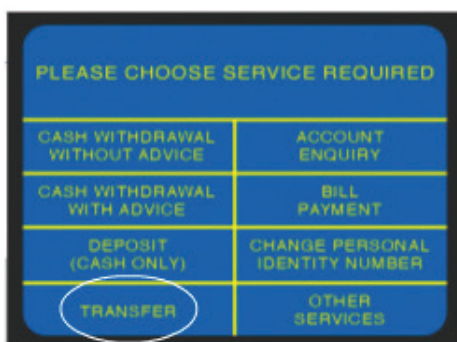 PLEASE CHOOSE SERVICE REQUIRED
CASH WITHDRAWAL
WITHOUT ADVICE
ACCOUNT
ENQUIRY
CASH WITHDRAWAL
WITH ADVICE
BILL
PAYMENT
DEPOSIT
(CASH ONLY)
CHANGE PERSONAL
IDENTITY NUMBER
TRANSFER
OTHER
SERVICES